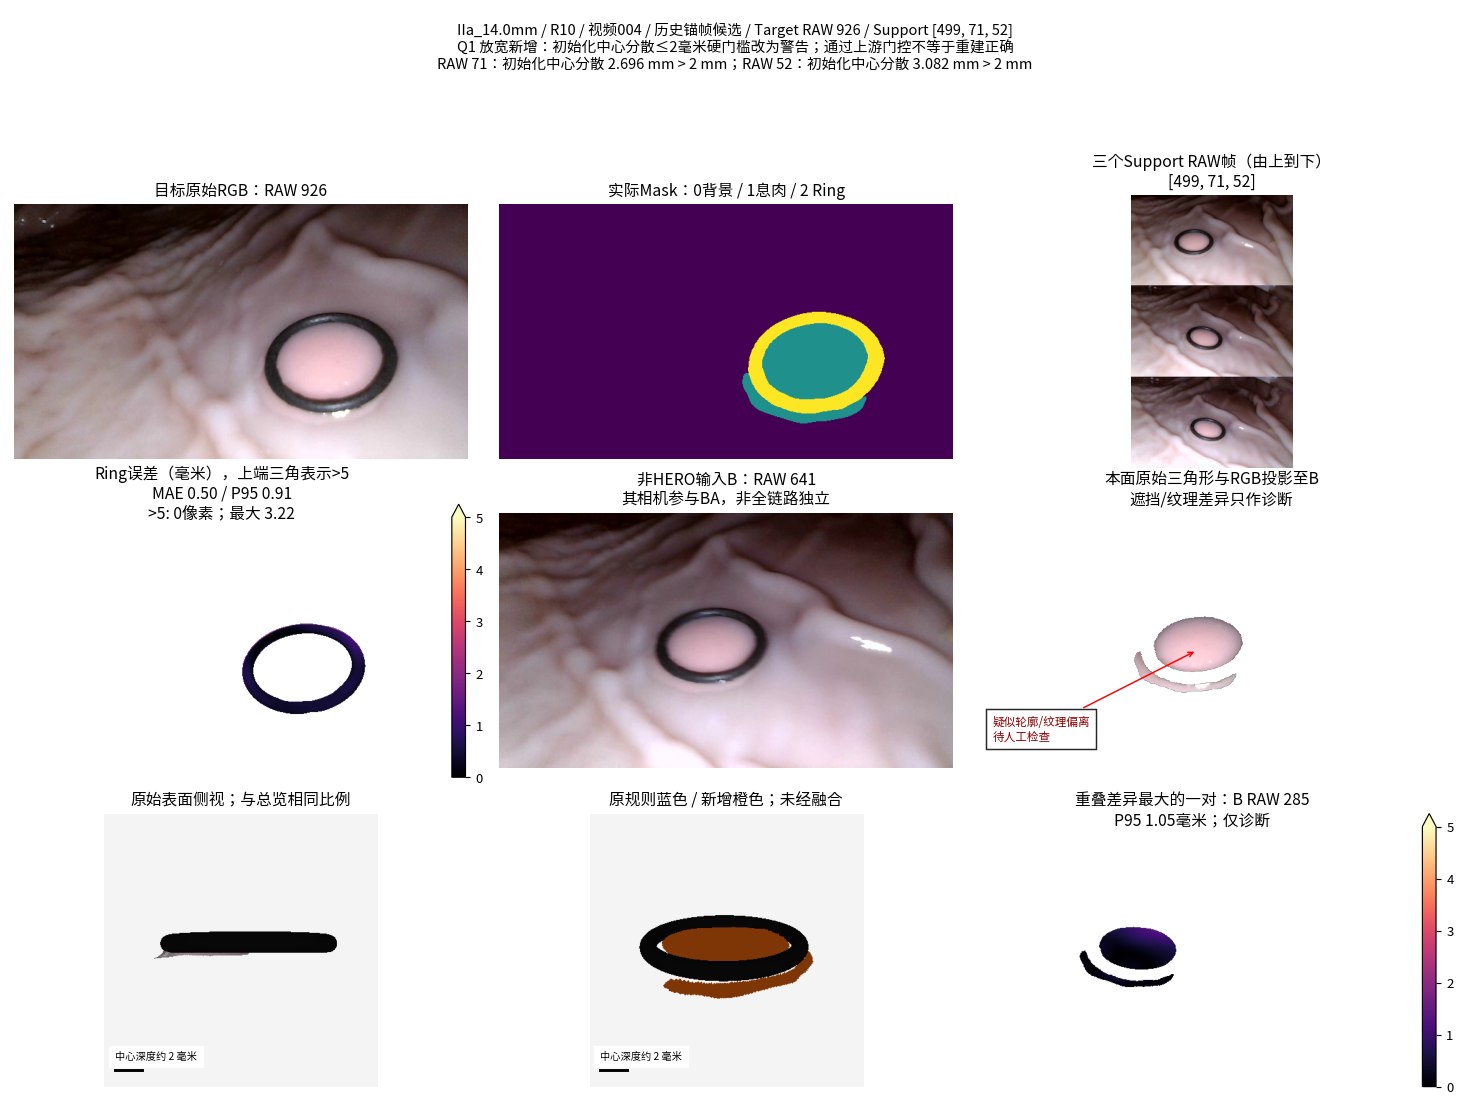 IIa_14.0mm / R10 / 视频004 / 历史锚帧候选 / Target RAW 926 / Support [499, 71, 52]
Q1 放宽新增：初始化中心分散≤2毫米硬门槛改为警告；通过上游门控不等于重建正确
RAW 71：初始化中心分散 2.696 mm > 2 mm；RAW 52：初始化中心分散 3.082 mm > 2 mm
目标原始RGB：RAW 926
实际Mask：0背景 / 1息肉 / 2 Ring
三个Support RAW帧（由上到下）
[499, 71, 52]
Ring误差（毫米），上端三角表示>5
MAE 0.50 / P95 0.91
>5: 0像素；最大 3.22
5
4
3
2
1
0
非HERO输入B：RAW 641
其相机参与BA，非全链路独立
本面原始三角形与RGB投影至B
遮挡/纹理差异只作诊断
疑似轮廓/纹理偏离
待人工检查
原始表面侧视；与总览相同比例
中心深度约 2 毫米
原规则蓝色 / 新增橙色；未经融合
中心深度约 2 毫米
重叠差异最大的一对：B RAW 285
P95 1.05毫米；仅诊断
5
4
3
2
1
0